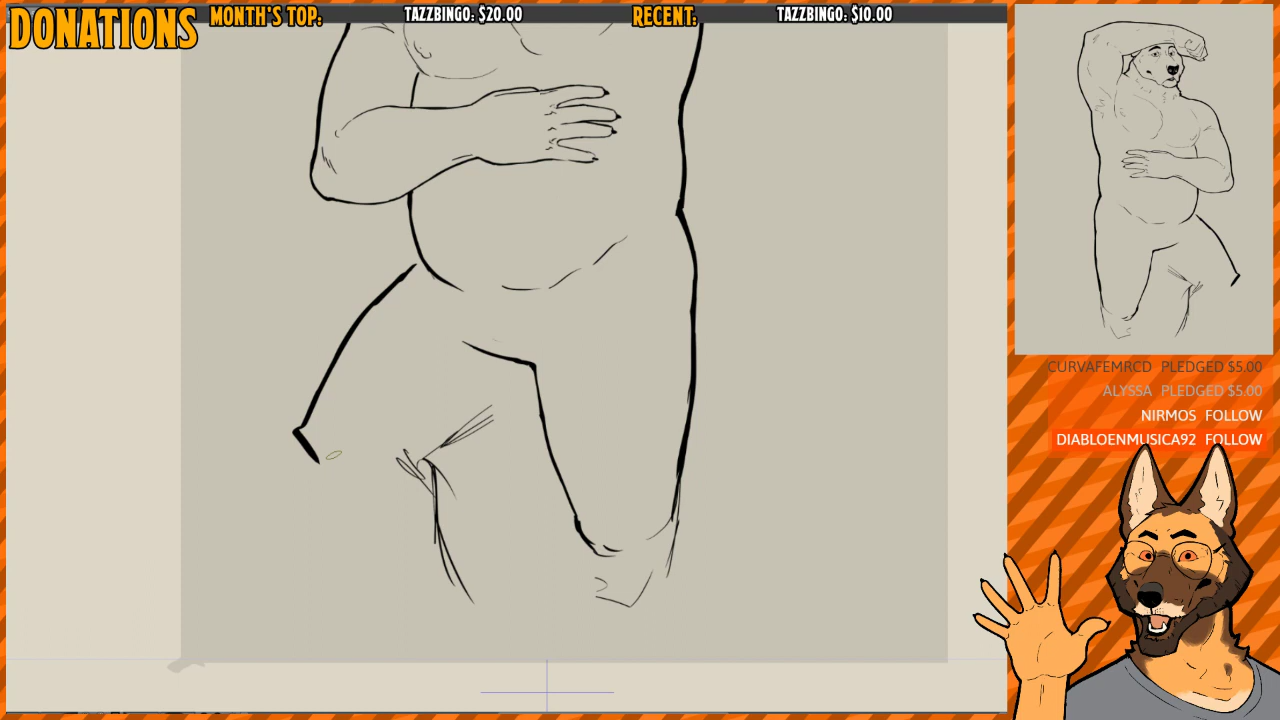 DONATIONS MONTH'S TOP: TAZZBINGO: $20.00 RECENT: TAZZBINGO: $10.00
CURVAFEMRCD PLEDGED $5.00
ALYSSA PLEDGED $5.00
NIRMOS FOLLOW
DIABLOENMUSICA92 FOLLOW